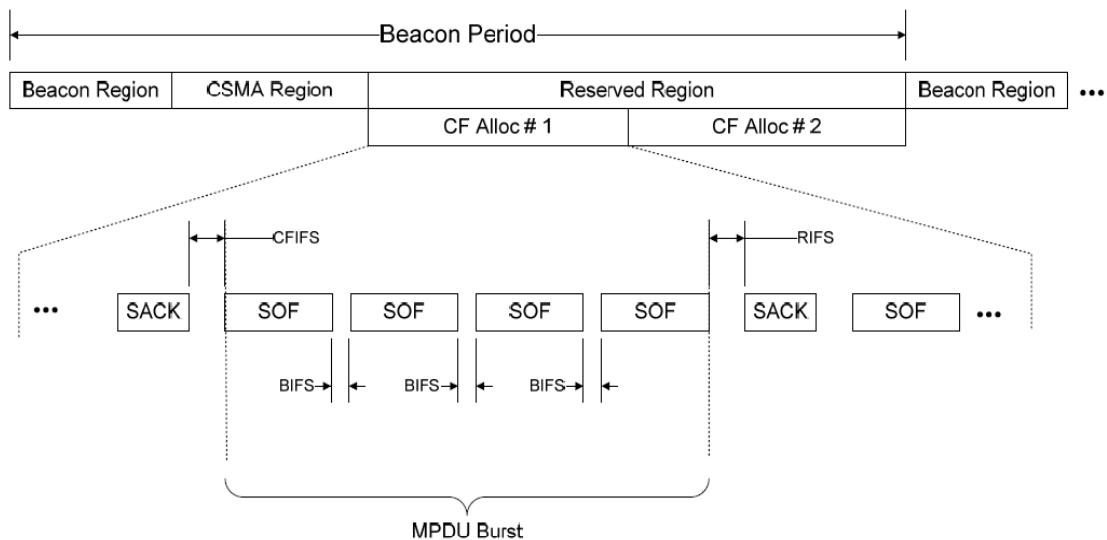 Beacon Period
Beacon Region CSMA Region Reserved Region Beacon Region •••
CF Alloc # 1 CF Alloc # 2
CFIFS RIFS
••• SACK SOF SOF SOF SOF SACK SOF •••
BIFS BIFS BIFS
MPDU Burst